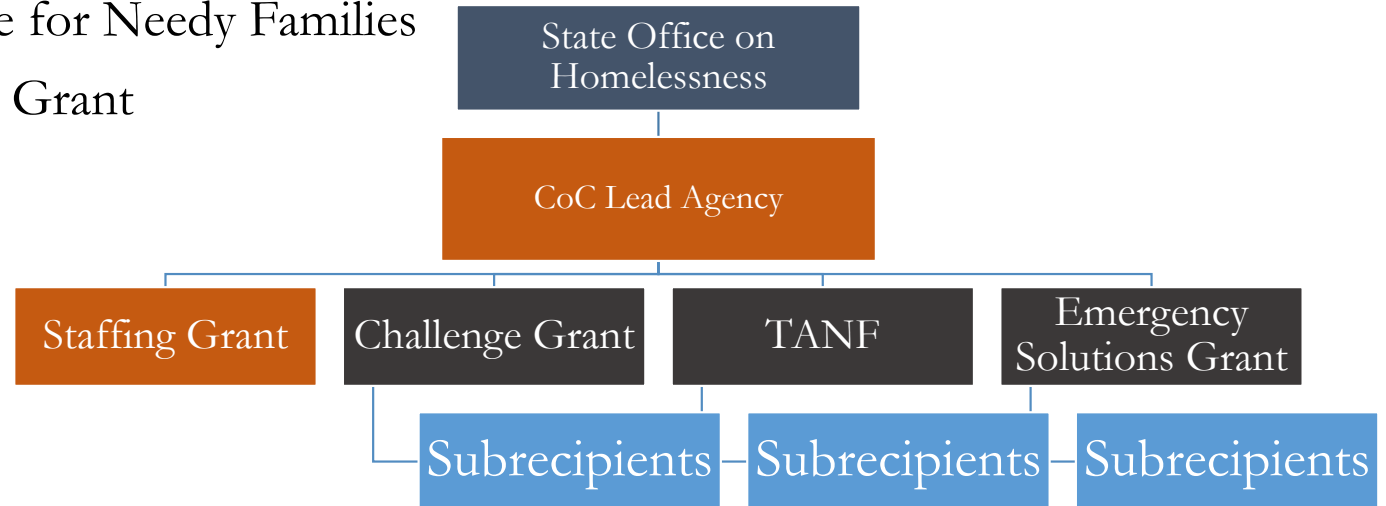 e for Needy Families
Grant
State Office on
Homelessness
CoC Lead Agency
Staffing Grant
Challenge Grant
TANF
Emergency
Solutions Grant
Subrecipients
Subrecipients
Subrecipients